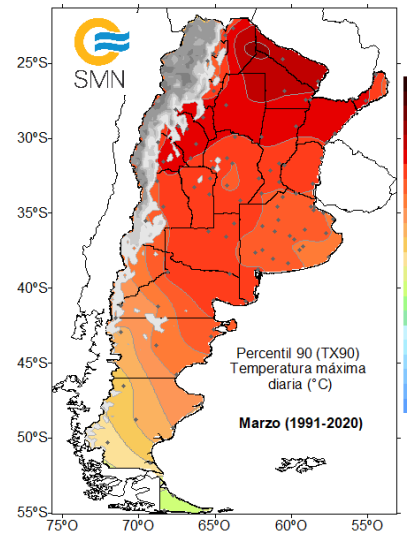 SMN
25°S
30°S
35°S
40°S
45°S
50°S
55°S
75°O
70°O
65°O
60°O
55°O
Percentil 90 (TX90)
Temperatura máxima
diaria (°C)
Marzo (1991-2020)